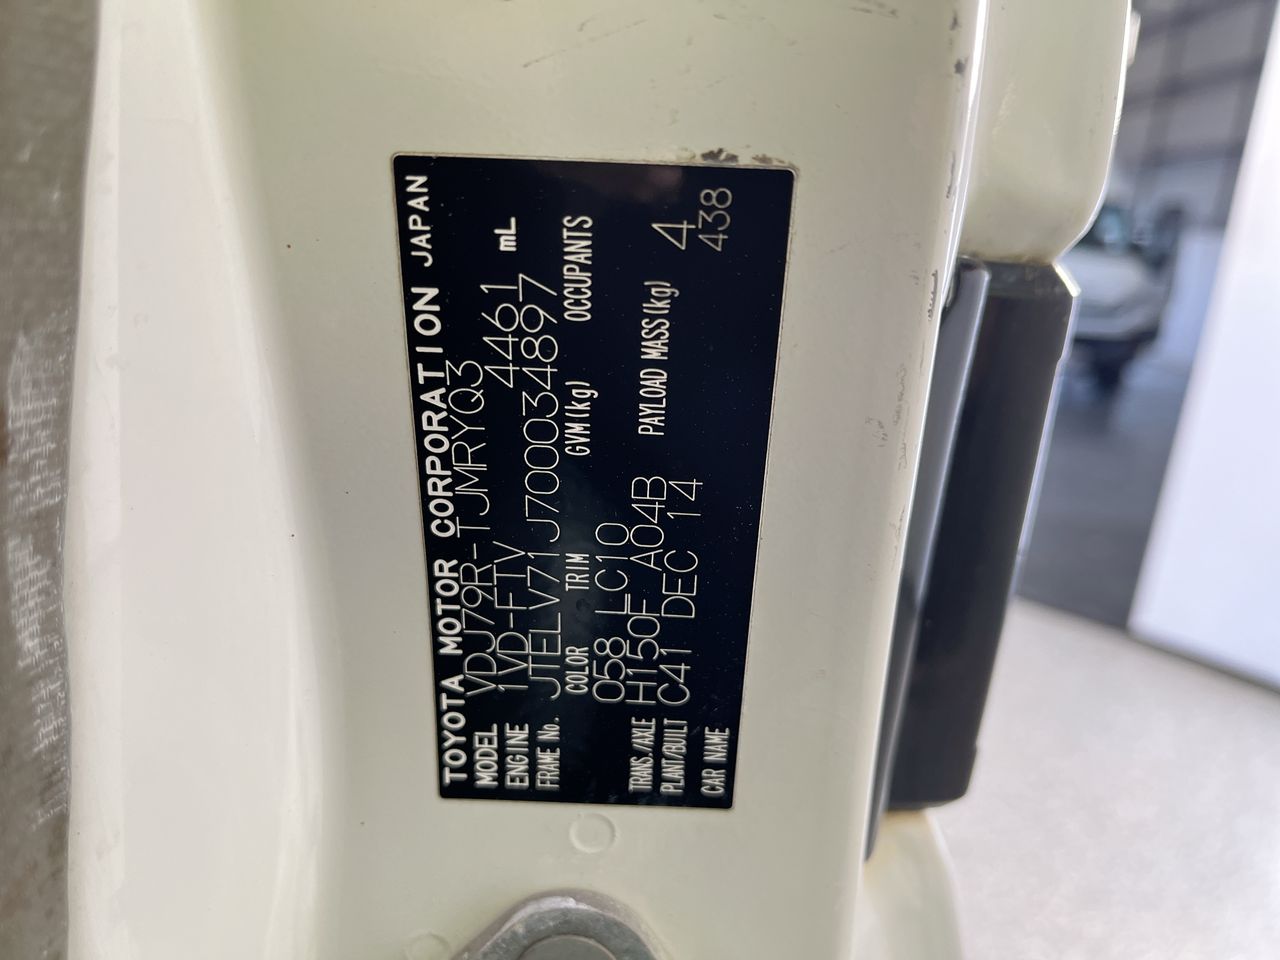 TOYOTA MOTOR CORPORATION JAPAN
MODEL VDJ79R-TJMRYQ3
ENGINE 1VD-FTV 4461 mL
FRAME No. JTELV71J700034897
COLOR TRIM GVM(kg) OCCUPANTS
058 LC10
TRANS./AXLE H150F A04B PAYLOAD MASS(kg) 4
PLANT/BUILT C41 DEC 14 438
CAR NAME